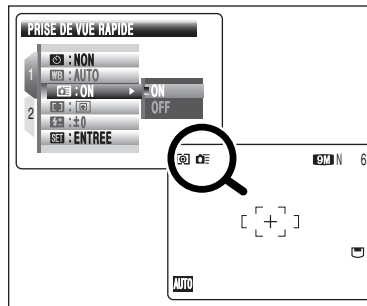 PRISE DE VUE RAPIDE
1
2
: NON
WB : AUTO
: ON
ON
OFF
:
: ±0
SET : ENTREE
9M N 6
AUTO